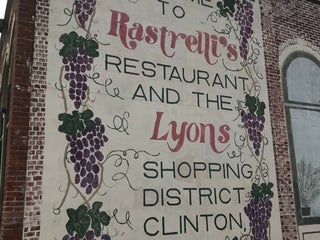 TO
Rastrelli's
RESTAURANT
AND THE
Lyons
SHOPPING
DISTRICT
CLINTON